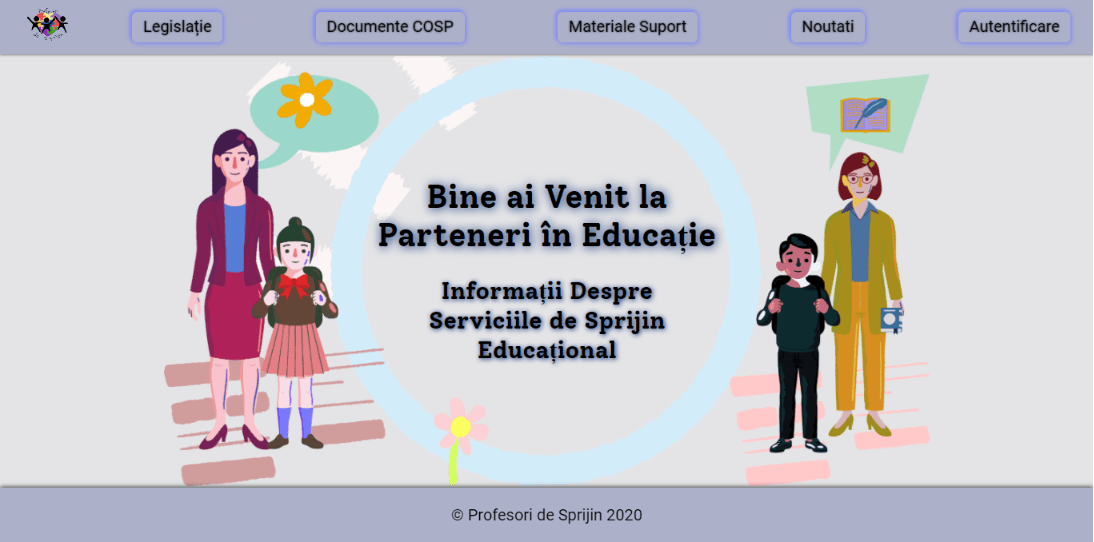 Legislație
Documente COSP
Materiale Suport
Noutati
Autentificare
Bine ai Venit la
Parteneri în Educație
Informații Despre
Serviciile de Sprijin
Educațional
© Profesori de Sprijin 2020